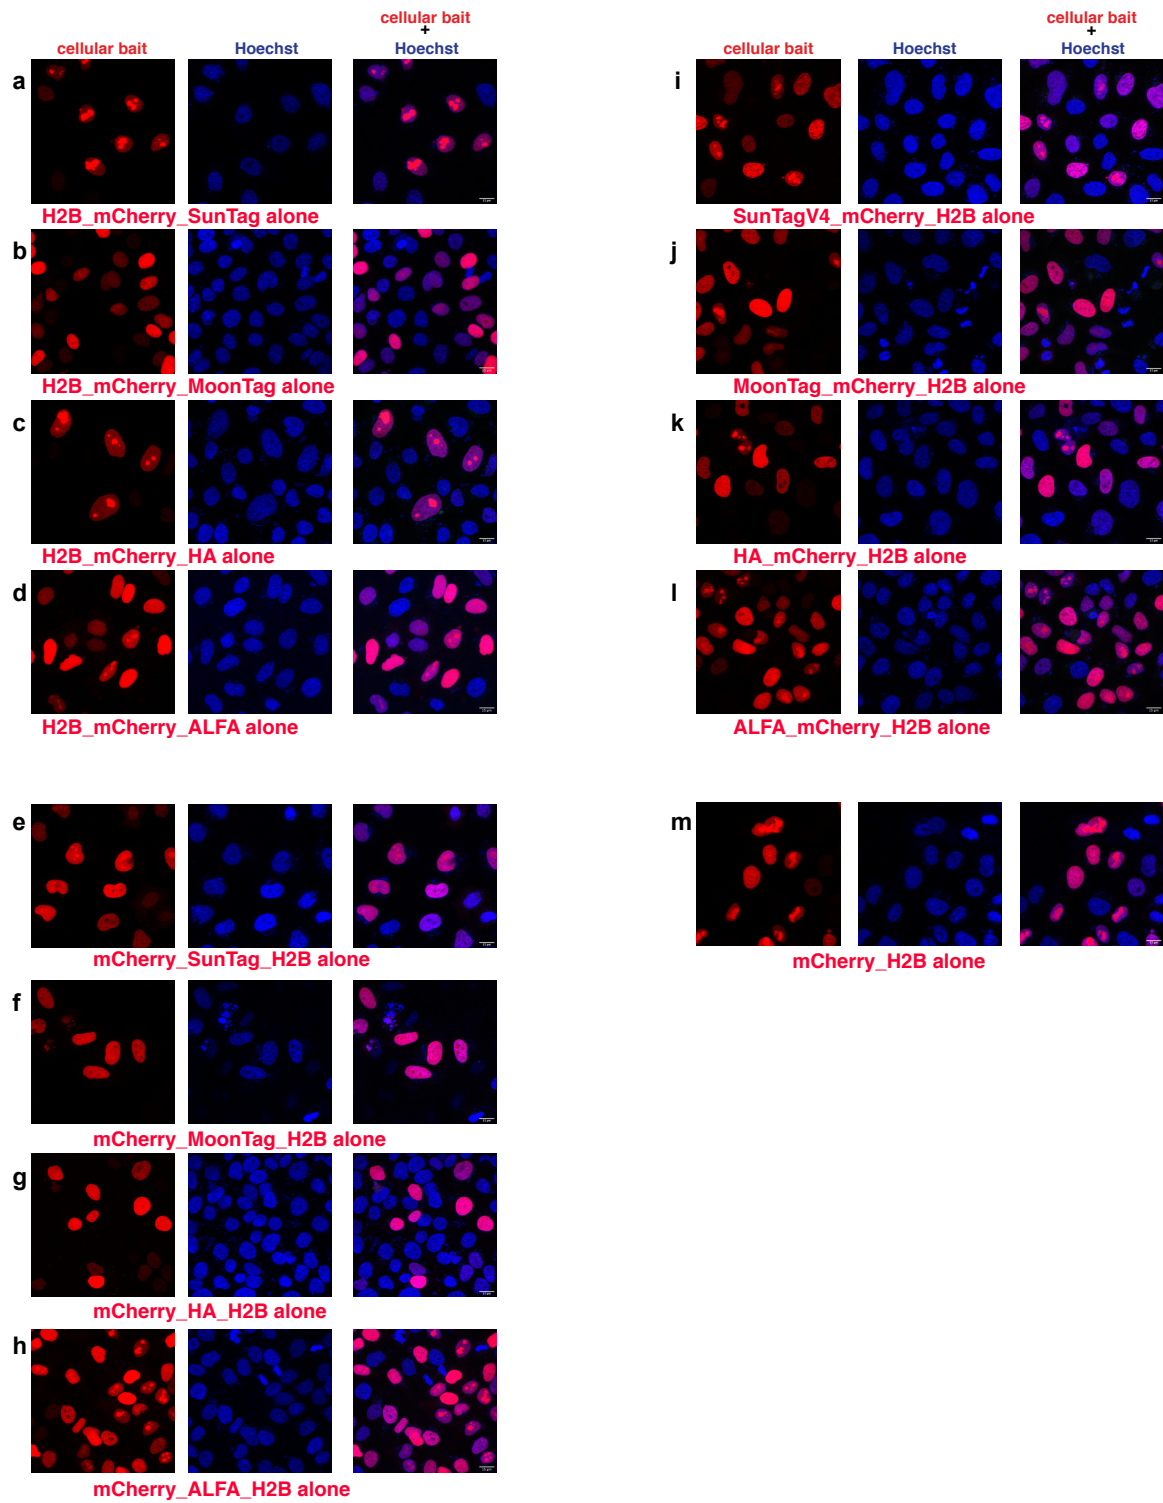 cellular bait
Hoechst
cellular bait
+
Hoechst
a
H2B_mCherry_SunTag alone
b
H2B_mCherry_MoonTag alone
c
H2B_mCherry_HA alone
d
H2B_mCherry_ALFA alone
e
mCherry_SunTag_H2B alone
f
mCherry_MoonTag_H2B alone
g
mCherry_HA_H2B alone
h
mCherry_ALFA_H2B alone
cellular bait
Hoechst
cellular bait
+
Hoechst
i
SunTagV4_mCherry_H2B alone
j
MoonTag_mCherry_H2B alone
k
HA_mCherry_H2B alone
l
ALFA_mCherry_H2B alone
m
mCherry_H2B alone